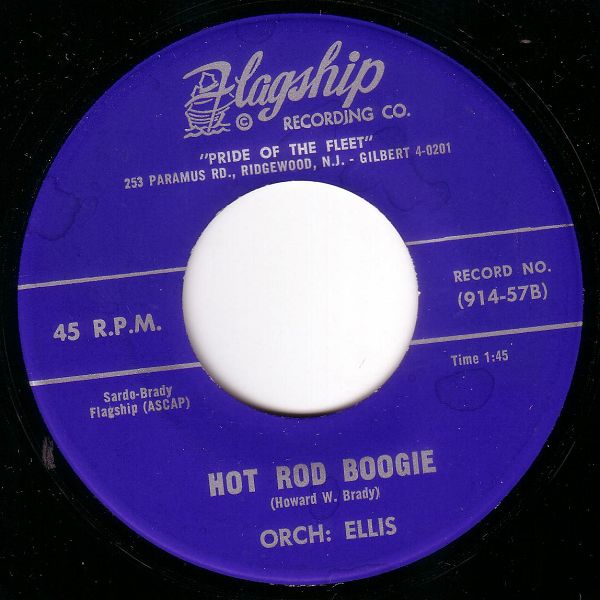 Flagship
© RECORDING CO.
"PRIDE OF THE FLEET"
253 PARAMUS RD., RIDGEWOOD, N.J. - GILBERT 4-0201
RECORD NO.
(914-57B)
45 R.P.M.
Time 1:45
Sardo-Brady
Flagship (ASCAP)
HOT ROD BOOGIE
(Howard W. Brady)
ORCH: ELLIS